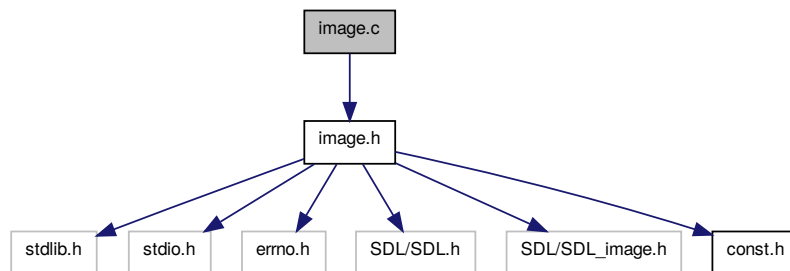 image.c
image.h
stdlib.h
stdio.h
errno.h
SDL/SDL.h
SDL/SDL_image.h
const.h